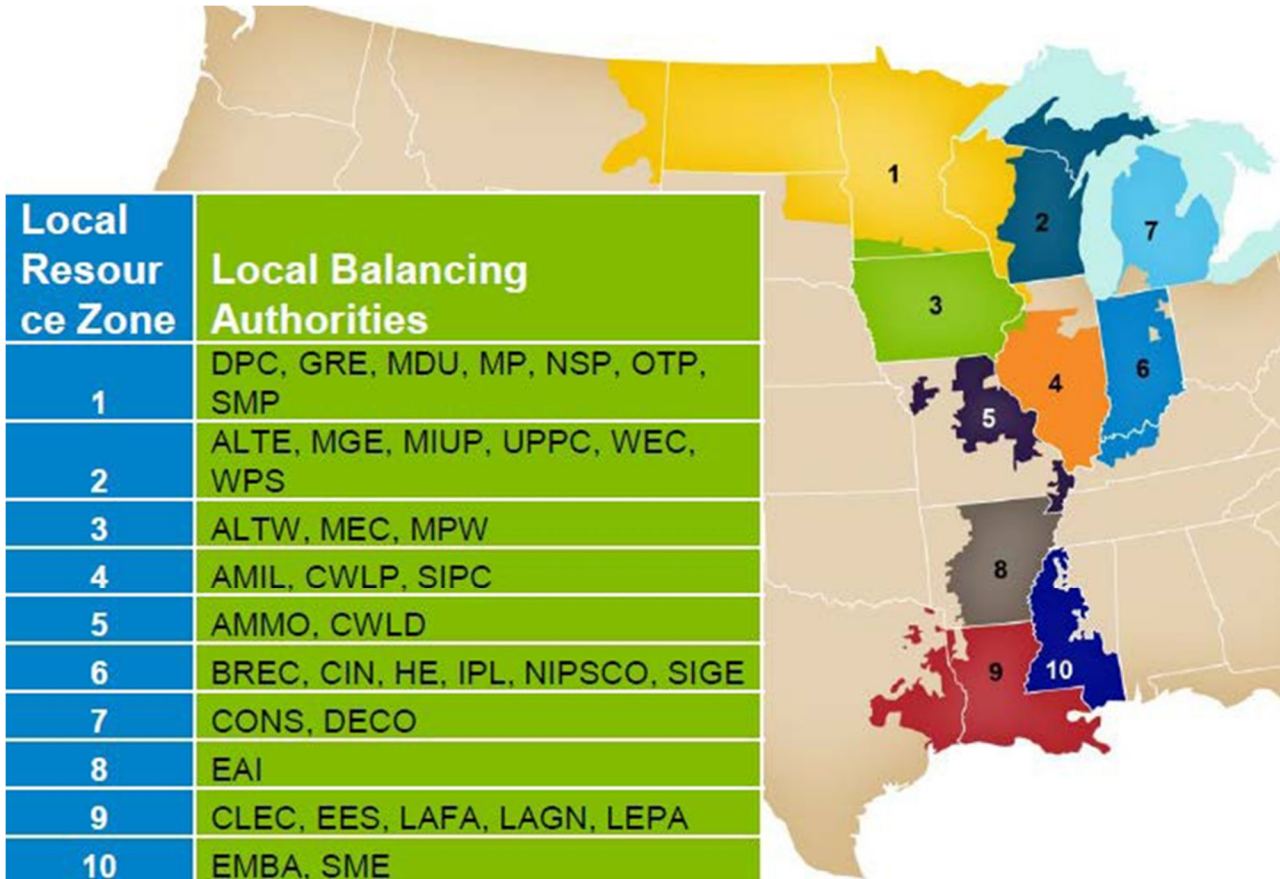 Local
Resour
ce Zone
Local Balancing
Authorities
1
DPC, GRE, MDU, MP, NSP, OTP,
SMP
2
ALTE, MGE, MIUP, UPPC, WEC,
WPS
3
ALTW, MEC, MPW
4
AMIL, CWLP, SIPC
5
AMMO, CWLD
6
BREC, CIN, HE, IPL, NIPSCO, SIGE
7
CONS, DECO
8
EAI
9
CLEC, EES, LAFA, LAGN, LEPA
10
EMBA, SME
1
2
7
3
6
4
5
8
9
10